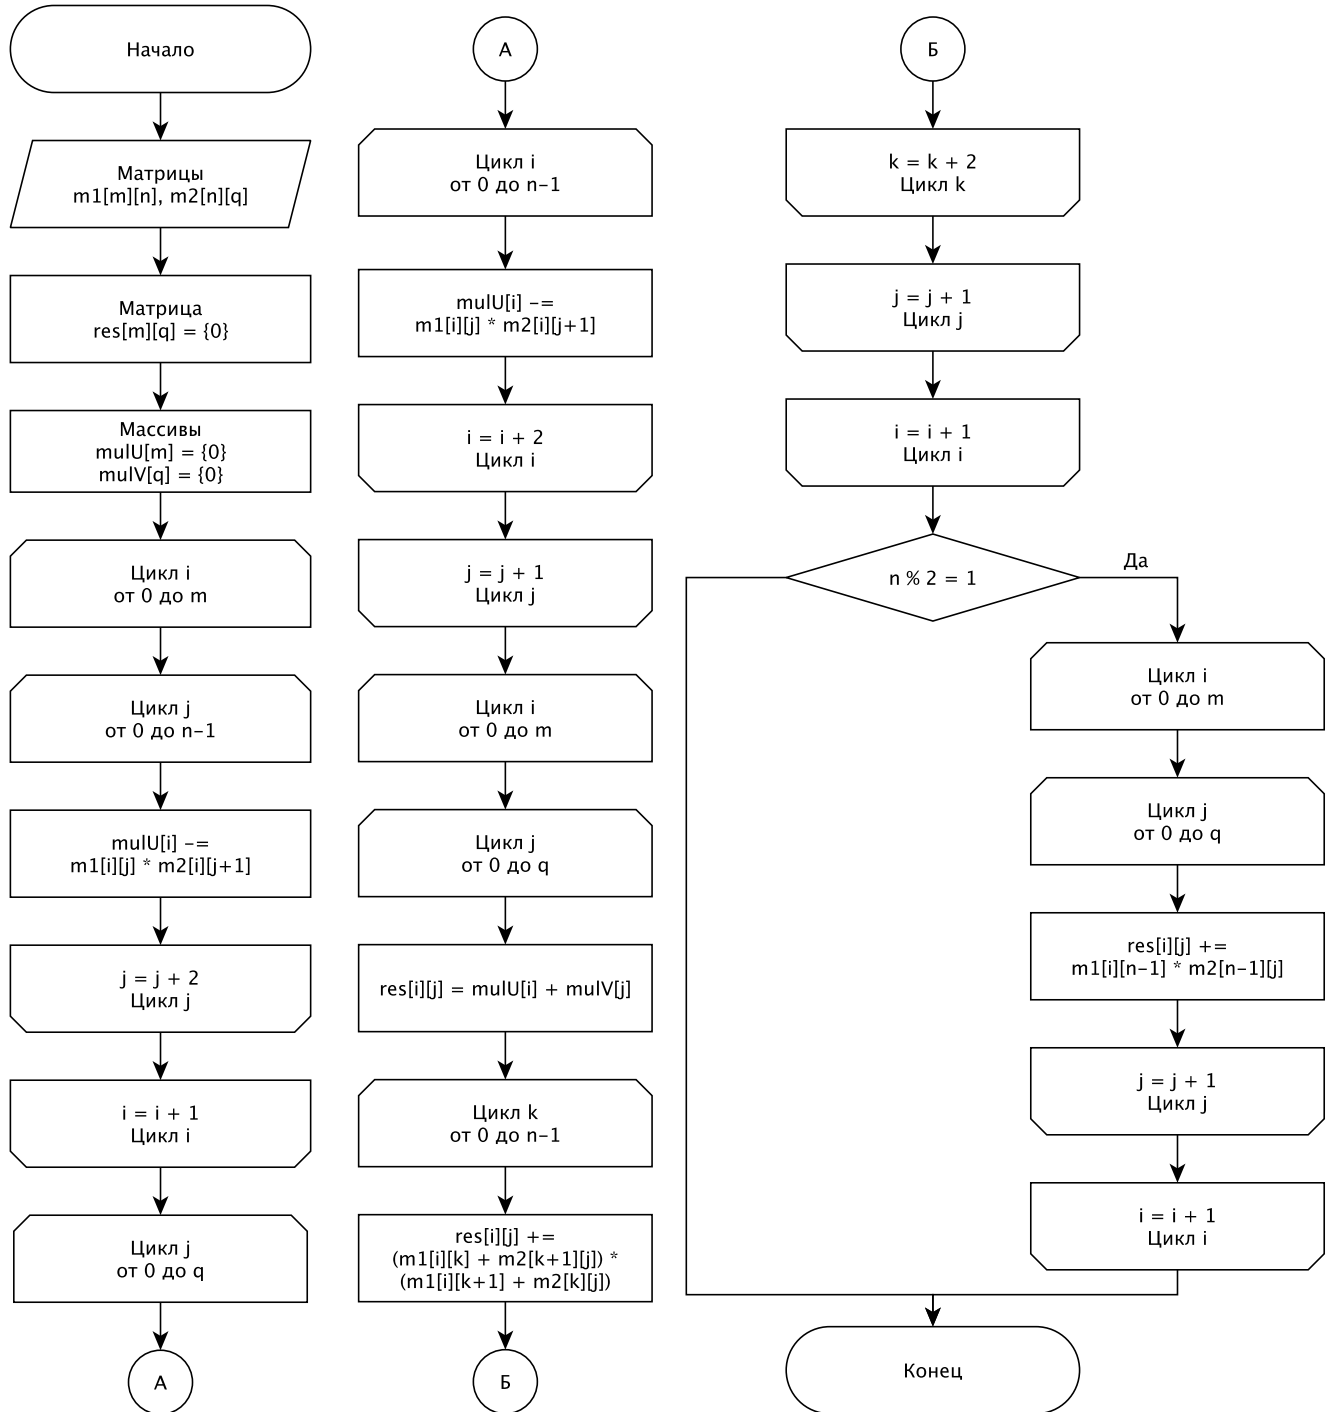 Начало
Матрицы
m1[m][n], m2[n][q]
Матрица
res[m][q] = {0}
Массивы
mulU[m] = {0}
mulV[q] = {0}
Цикл i
от 0 до m
Цикл j
от 0 до n-1
mulU[i] -=
m1[i][j] * m2[i][j+1]
j = j + 2
Цикл j
i = i + 1
Цикл i
Цикл j
от 0 до q
А
А
Цикл i
от 0 до n-1
mulU[i] -=
m1[i][j] * m2[i][j+1]
i = i + 2
Цикл i
j = j + 1
Цикл j
Цикл i
от 0 до m
Цикл j
от 0 до q
res[i][j] = mulU[i] + mulV[j]
Цикл k
от 0 до n-1
res[i][j] +=
(m1[i][k] + m2[k+1][j]) *
(m1[i][k+1] + m2[k][j])
Б
Б
k = k + 2
Цикл k
j = j + 1
Цикл j
i = i + 1
Цикл i
n % 2 = 1
Да
Цикл i
от 0 до m
Цикл j
от 0 до q
res[i][j] +=
m1[i][n-1] * m2[n-1][j]
j = j + 1
Цикл j
i = i + 1
Цикл i
Конец